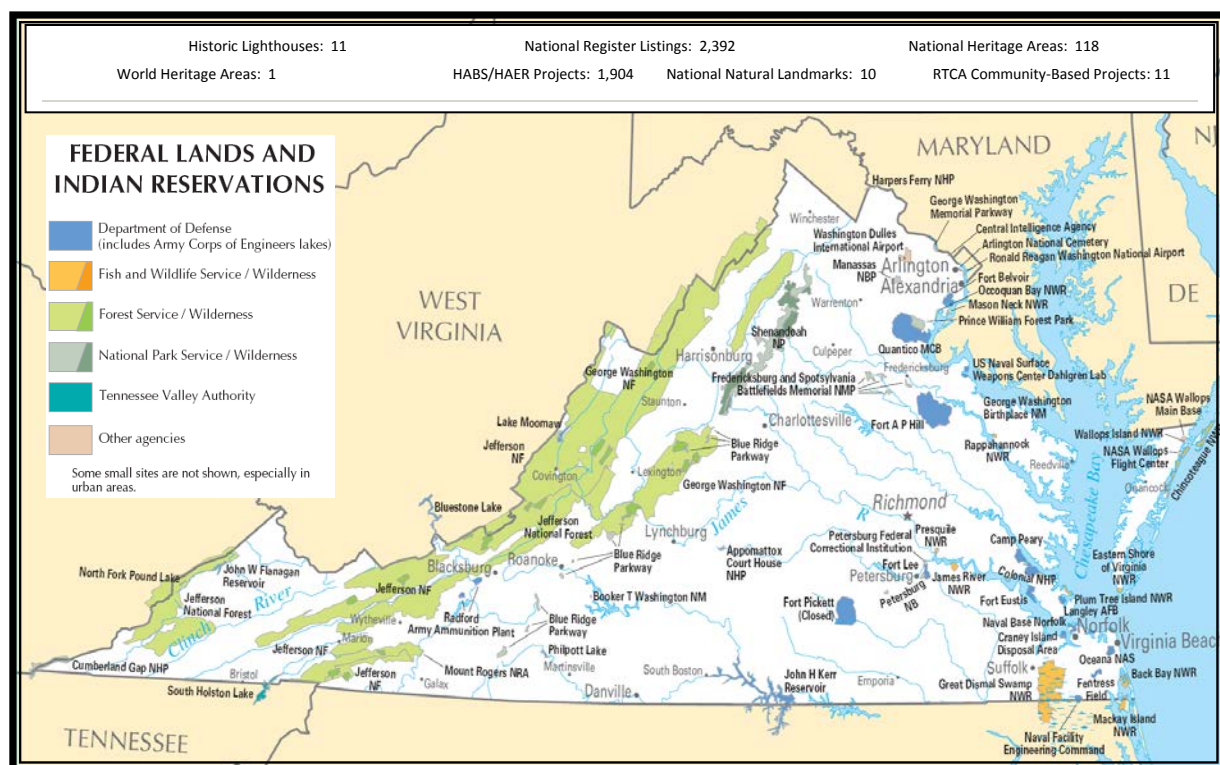 Historic Lighthouses: 11
National Register Listings: 2,392
National Heritage Areas: 118
World Heritage Areas: 1
HABS/HAER Projects: 1,904
National Natural Landmarks: 10
RTCA Community-Based Projects: 11
FEDERAL LANDS AND
INDIAN RESERVATIONS
Department of Defense
(includes Army Corps of Engineers lakes)
Fish and Wildlife Service / Wilderness
Forest Service / Wilderness
National Park Service / Wilderness
Tennessee Valley Authority
Other agencies
Some small sites are not shown, especially in
urban areas.
MARYLAND
NJ
DE
WEST
VIRGINIA
TENNESSEE
Harpers Ferry NHP
George Washington
Memorial Parkway
Winchester
Central Intelligence Agency
Washington Dulles
International Airport
Arlington National Cemetery
Ronald Reagan Washington National Airport
Manassas
NBP
Arlington
Alexandria
Fort Belvoir
Occoquan Bay NWR
Mason Neck NWR
Warrenton
Prince William Forest Park
Shenandoah
NP
Harrisonburg
Culpeper
Quantico MCB
Fredericksburg
US Naval Surface
Weapons Center Dahlgren Lab
George Washington
NF
Fredericksburg and Spotsylvania
Battlefields Memorial NMP
Staunton
George Washington
Birthplace NM
NASA Wallops
Main Base
Lake Moomaw
Charlottesville
Fort A P Hill
Wallops Island NWR
Jefferson
NF
Blue Ridge
Parkway
Rappahannock
NWR
Reedville
NASA Wallops
Flight Center
Covington
Lexington
George Washington NF
Onancock
Chincoteague NWR
Bluestone Lake
Richmond
Chesapeake Bay
Jefferson
National Forest
Lynchburg
James
R
Petersburg Federal
Correctional Institution
Presquile
NWR
Camp Peary
North Fork Pound Lake
John W Flanagan
Reservoir
Blacksburg
Roanoke
Blue Ridge
Parkway
Appomattox
Court House
NHP
Fort Lee
Petersburg
James River
NWR
Colonial NHP
Eastern Shore
of Virginia
NWR
Jefferson
National Forest
Jefferson NF
Booker T Washington NM
Petersburg
NB
Fort Eustis
Plum Tree Island NWR
Langley AFB
Clinch
River
Wytheville
Radford
Army Ammunition Plant
Blue Ridge
Parkway
Fort Pickett
(Closed)
Naval Base Norfolk
Norfolk
Craney Island
Disposal Area
Virginia Beac
Marion
Jefferson NF
Philpott Lake
Oceana NAS
Cumberland Gap NHP
Bristol
Jefferson
NF
Mount Rogers NRA
Martinsville
South Boston
John H Kerr
Reservoir
Emporia
Suffolk
Great Dismal Swamp
NWR
Fentress
Field
Back Bay NWR
South Holston Lake
Galax
Danville
Mackay Island
NWR
Naval Facility
Engineering Command